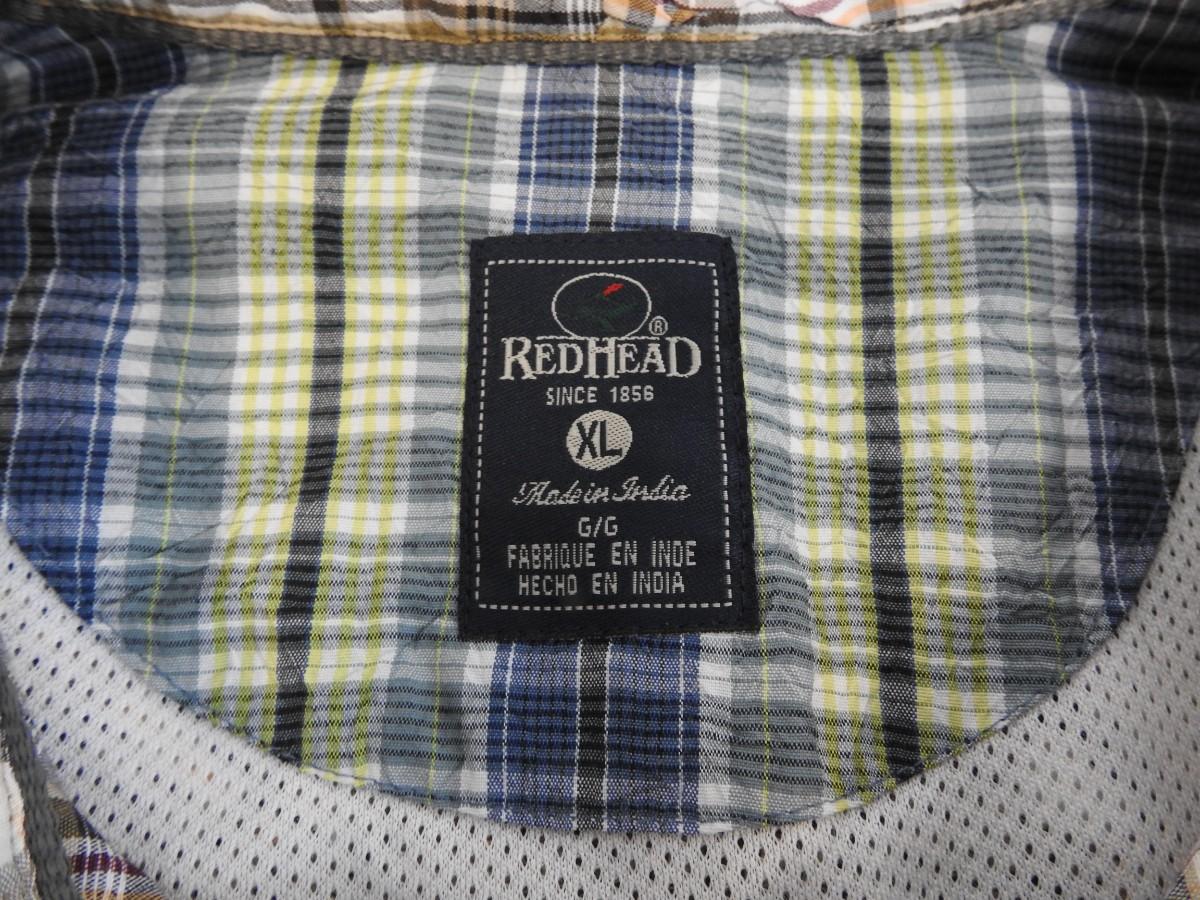 ®
REDHEAD
SINCE 1856
XL
Made in India
G/G
FABRIQUE EN INDE
HECHO EN INDIA